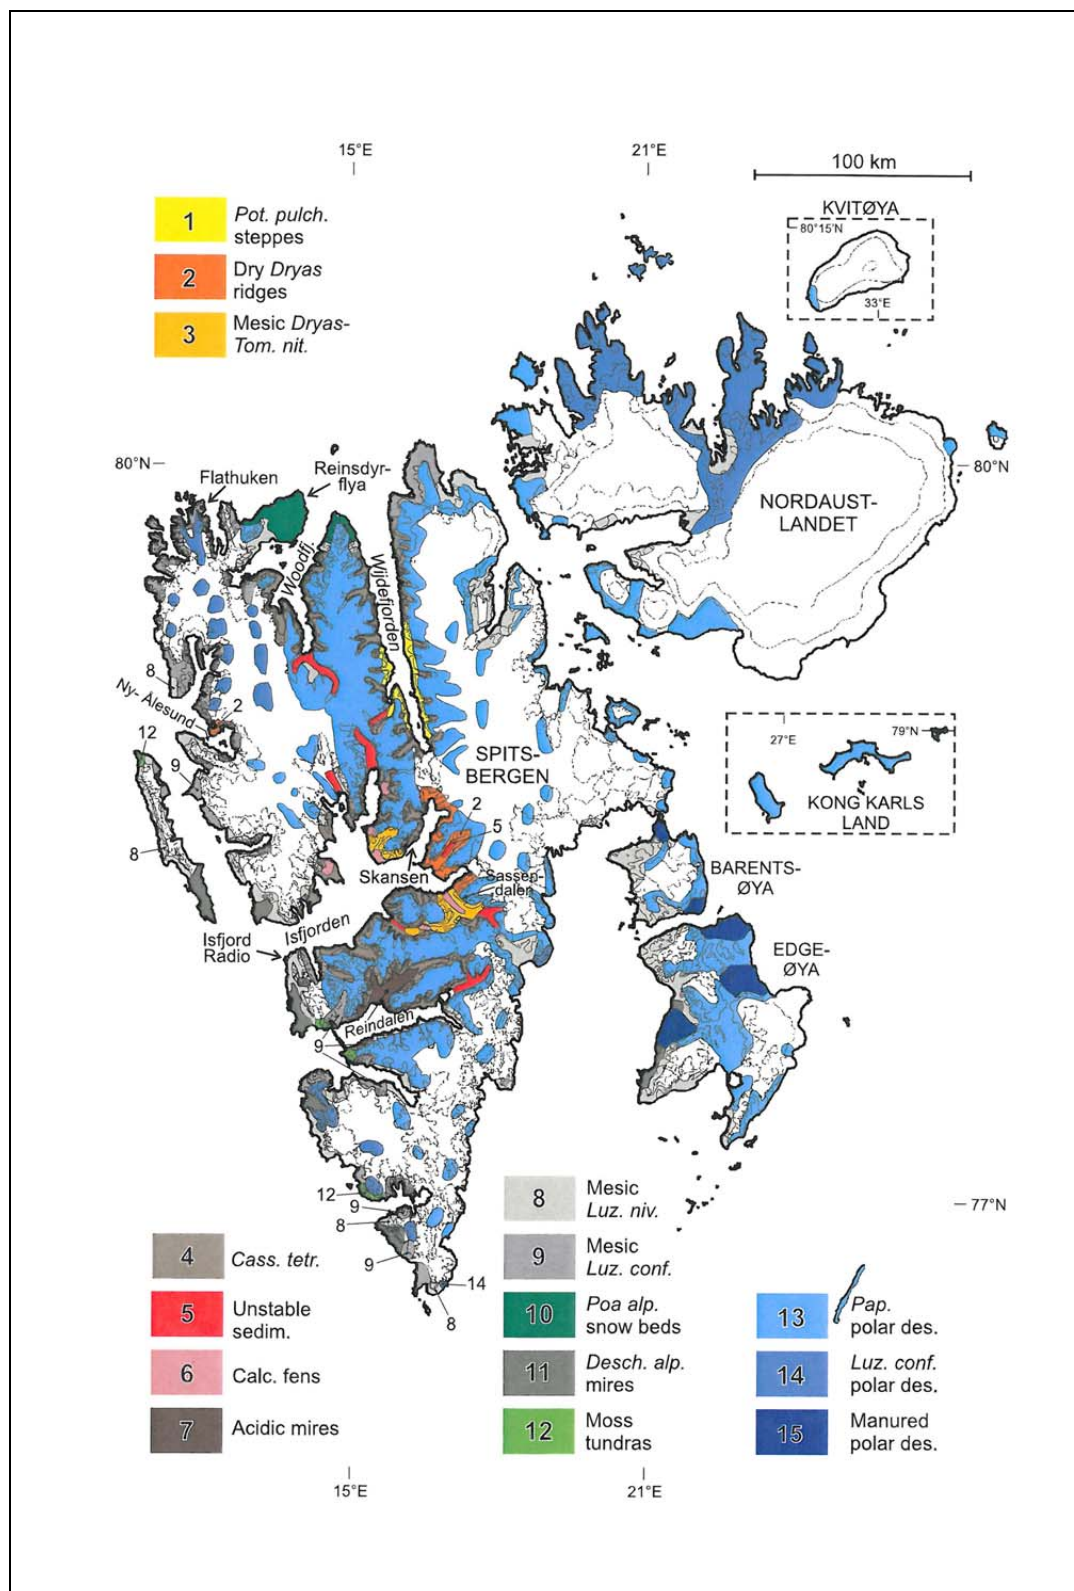 15°E
21°E
100 km
KVITØYA
80°15'N
33°E
1
Pot. pulch.
steppes
2
Dry Dryas
ridges
3
Mesic Dryas-
Tom. nit.
80°N
Flathuken
Reinsdyr-
flya
80°N
NORDAUST-
LANDET
Woodfj.
Wijdefjorden
8
Ny-Ålesund
2
12
9
SPITS-
BERGEN
27°E
79°N
KONG KARLS
LAND
2
5
8
Skansen
Sassen-
dalen
BARENTS-
ØYA
Isfjorden
Isfjord
Radio
EDGE-
ØYA
Reindalen
9
12
9
8
9
14
8
77°N
4
Cass. tetr.
5
Unstable
sedim.
6
Calc. fens
7
Acidic mires
8
Mesic
Luz. niv.
9
Mesic
Luz. conf.
10
Poa alp.
snow beds
11
Desch. alp.
mires
12
Moss
tundras
13
Pap.
polar des.
14
Luz. conf.
polar des.
15
Manured
polar des.
15°E
21°E